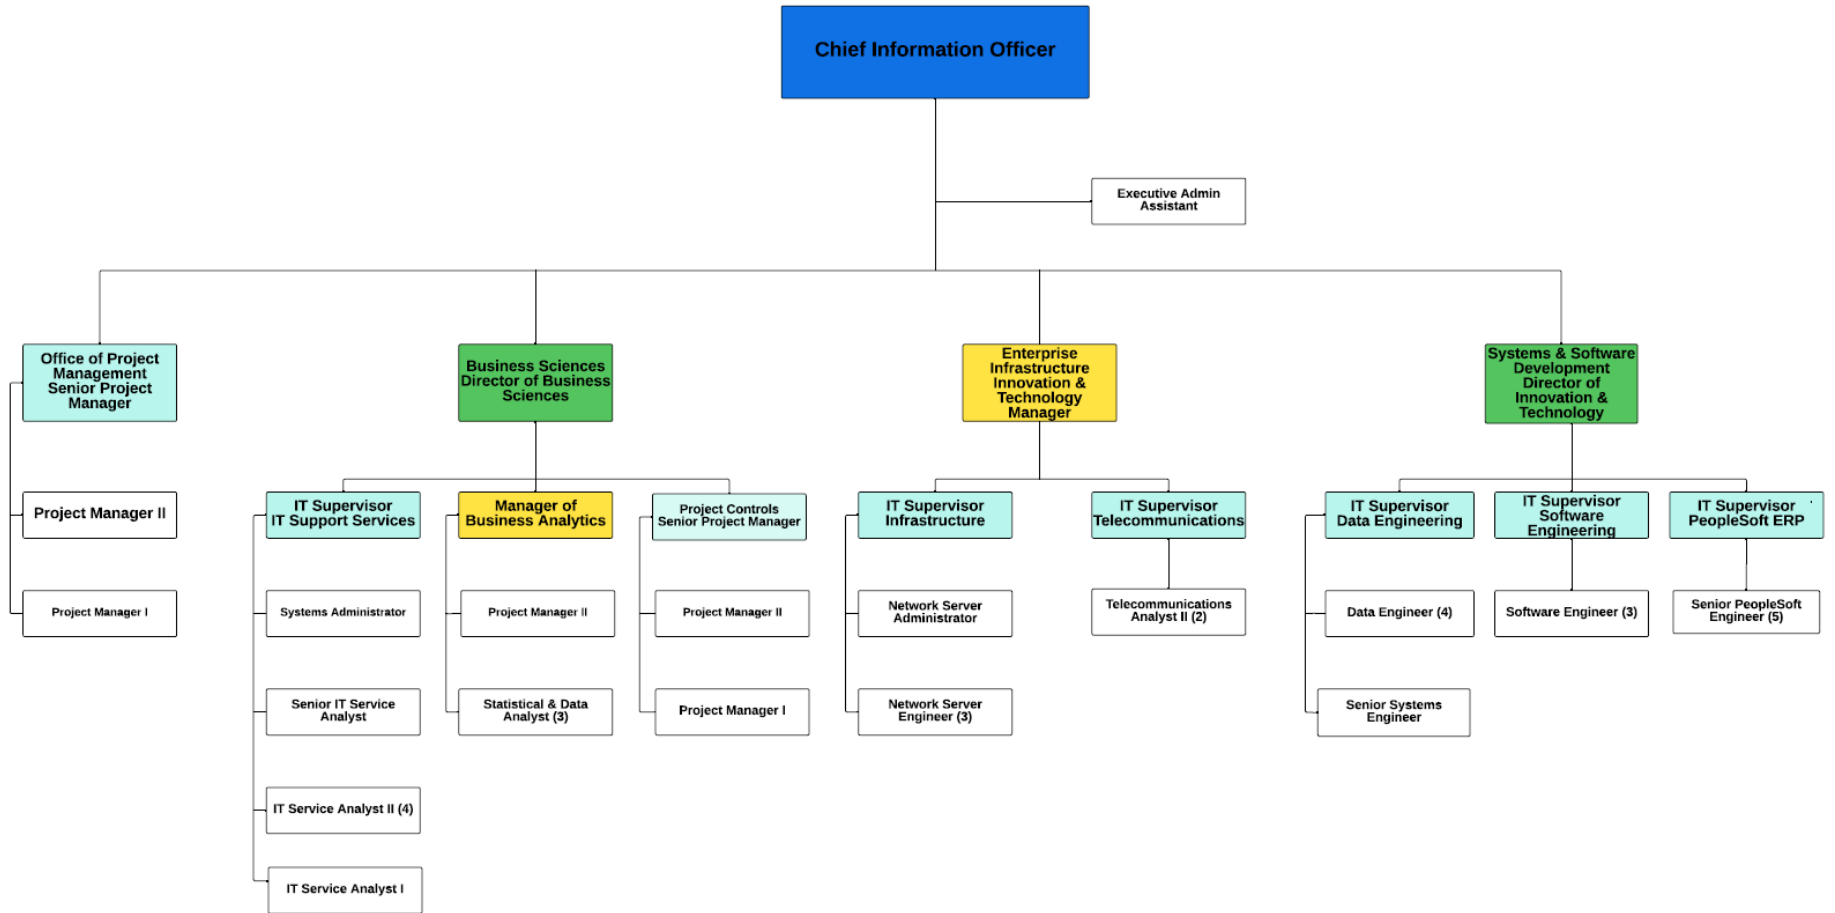 Chief Information Officer
Executive Admin
Assistant
Office of Project
Management
Senior Project
Manager
Business Sciences
Director of Business
Sciences
Enterprise
Infrastructure
Innovation &
Technology
Manager
Systems & Software
Development
Director of
Innovation &
Technology
Project Manager II
Project Manager I
IT Supervisor
IT Support Services
Systems Administrator
Senior IT Service
Analyst
IT Service Analyst II (4)
IT Service Analyst I
Manager of
Business Analytics
Project Manager II
Statistical & Data
Analyst (3)
Project Controls
Senior Project Manager
Project Manager II
Project Manager I
IT Supervisor
Infrastructure
Network Server
Administrator
Network Server
Engineer (3)
IT Supervisor
Telecommunications
Telecommunications
Analyst II (2)
IT Supervisor
Data Engineering
Data Engineer (4)
Senior Systems
Engineer
IT Supervisor
Software
Engineering
Software Engineer (3)
IT Supervisor
PeopleSoft ERP
Senior PeopleSoft
Engineer (5)